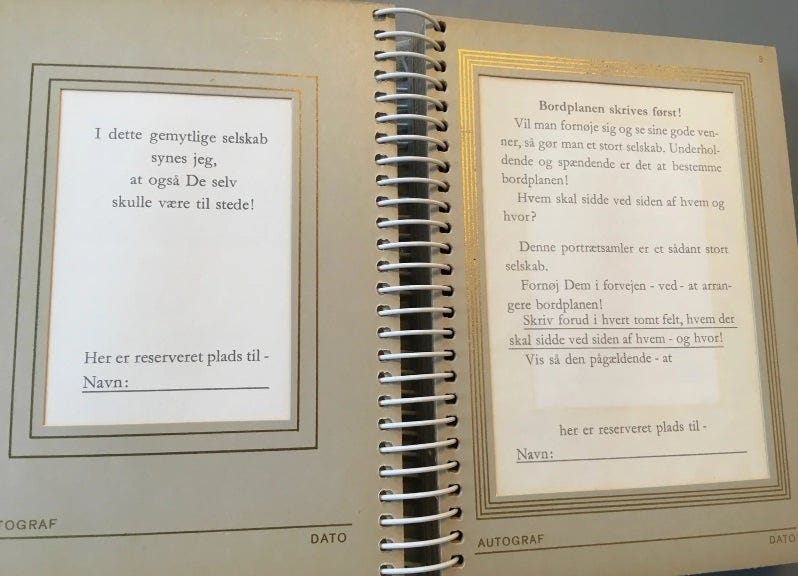 I dette gemytlige selskab
synes jeg,
at også De selv
skulle være til stede!
Her er reserveret plads til -
Navn:
TOGRAF
DATO
3
Bordplanen skrives først!
Vil man fornøje sig og se sine gode ven-
ner, så gør man et stort selskab. Underhol-
dende og spændende er det at bestemme
bordplanen!
Hvem skal sidde ved siden af hvem og
hvor?
Denne portrætsamler er et sådant stort
selskab.
Fornøj Dem i forvejen - ved - at arran-
gere bordplanen!
Skriv forud i hvert tomt felt, hvem der
skal sidde ved siden af hvem - og hvor!
Vis så den pågældende - at
her er reserveret plads til -
Navn:
AUTOGRAF
DATO